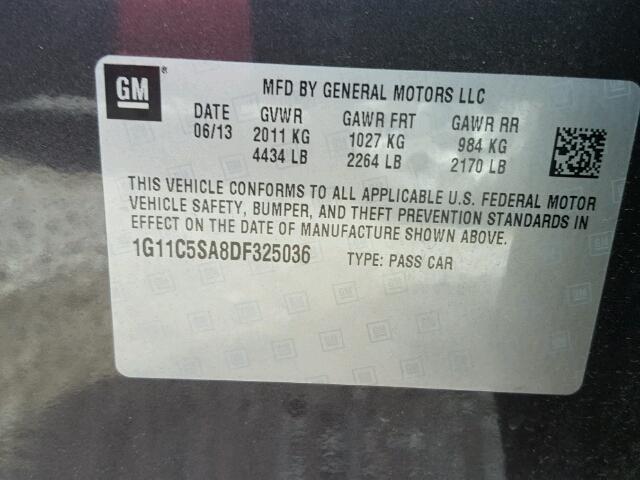 GM ® MFD BY GENERAL MOTORS LLC
DATE GVWR GAWR FRT GAWR RR
06/13 2011 KG 1027 KG 984 KG
4434 LB 2264 LB 2170 LB
THIS VEHICLE CONFORMS TO ALL APPLICABLE U.S. FEDERAL MOTOR
VEHICLE SAFETY, BUMPER, AND THEFT PREVENTION STANDARDS IN
EFFECT ON THE DATE OF MANUFACTURE SHOWN ABOVE.
1G11C5SA8DF325036 TYPE: PASS CAR